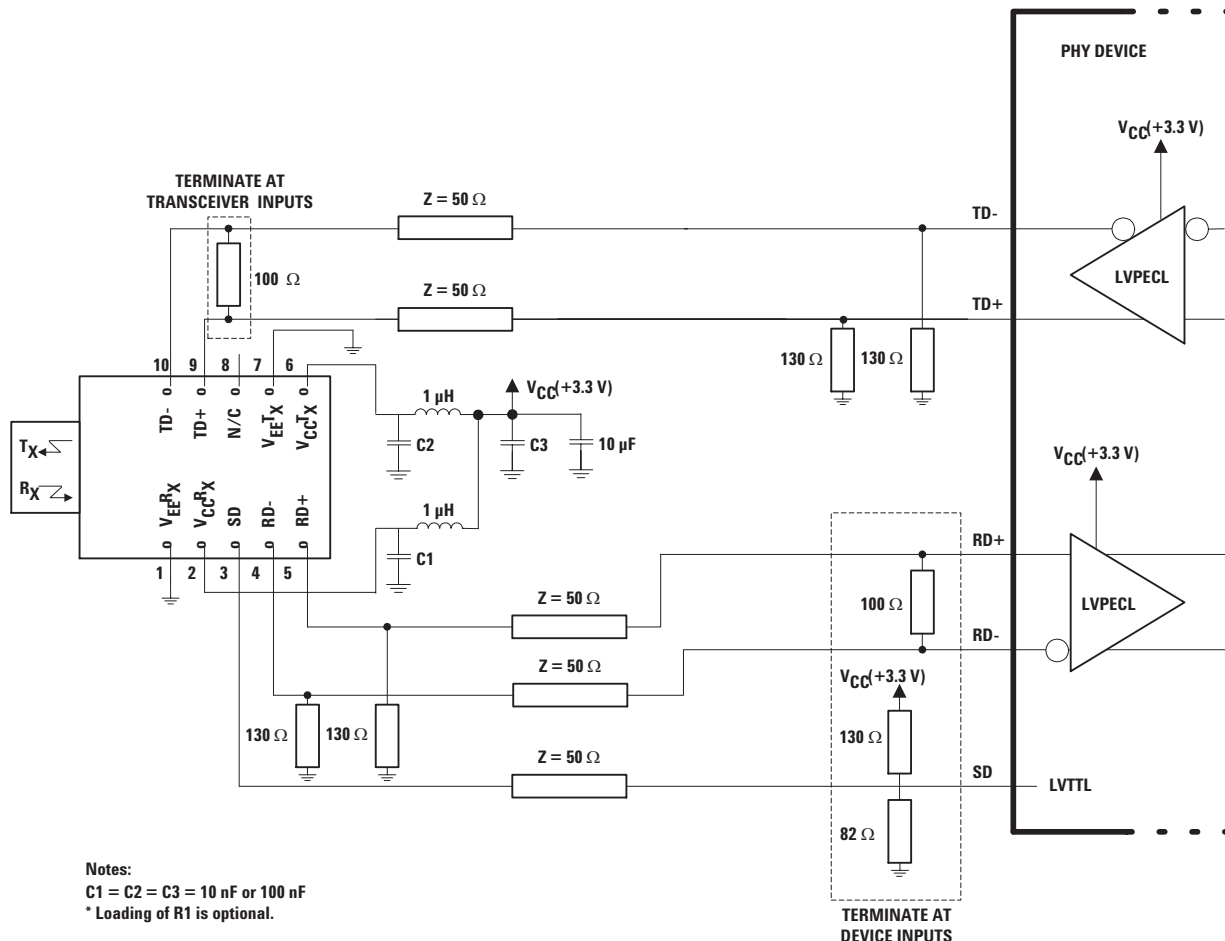 PHY DEVICE
VCC(+3.3 V)
TERMINATE AT
TRANSCEIVER INPUTS
Z = 50 Ω
TD-
LVPECL
100 Ω
Z = 50 Ω
TD+
130 Ω
130 Ω
10 9 8 7 6
TD-
TD+
N/C
VEETX
VCCTX
1 µH
VCC(+3.3 V)
C2
C3
10 µF
TX
RX
VEERX
VCCRX
SD
RD-
RD+
1 µH
C1
1 2 3 4 5
VCC(+3.3 V)
RD+
Z = 50 Ω
100 Ω
LVPECL
RD-
Z = 50 Ω
VCC(+3.3 V)
130 Ω
130 Ω
130 Ω
Z = 50 Ω
SD
LVTTL
82 Ω
Notes:
C1 = C2 = C3 = 10 nF or 100 nF
* Loading of R1 is optional.
TERMINATE AT
DEVICE INPUTS